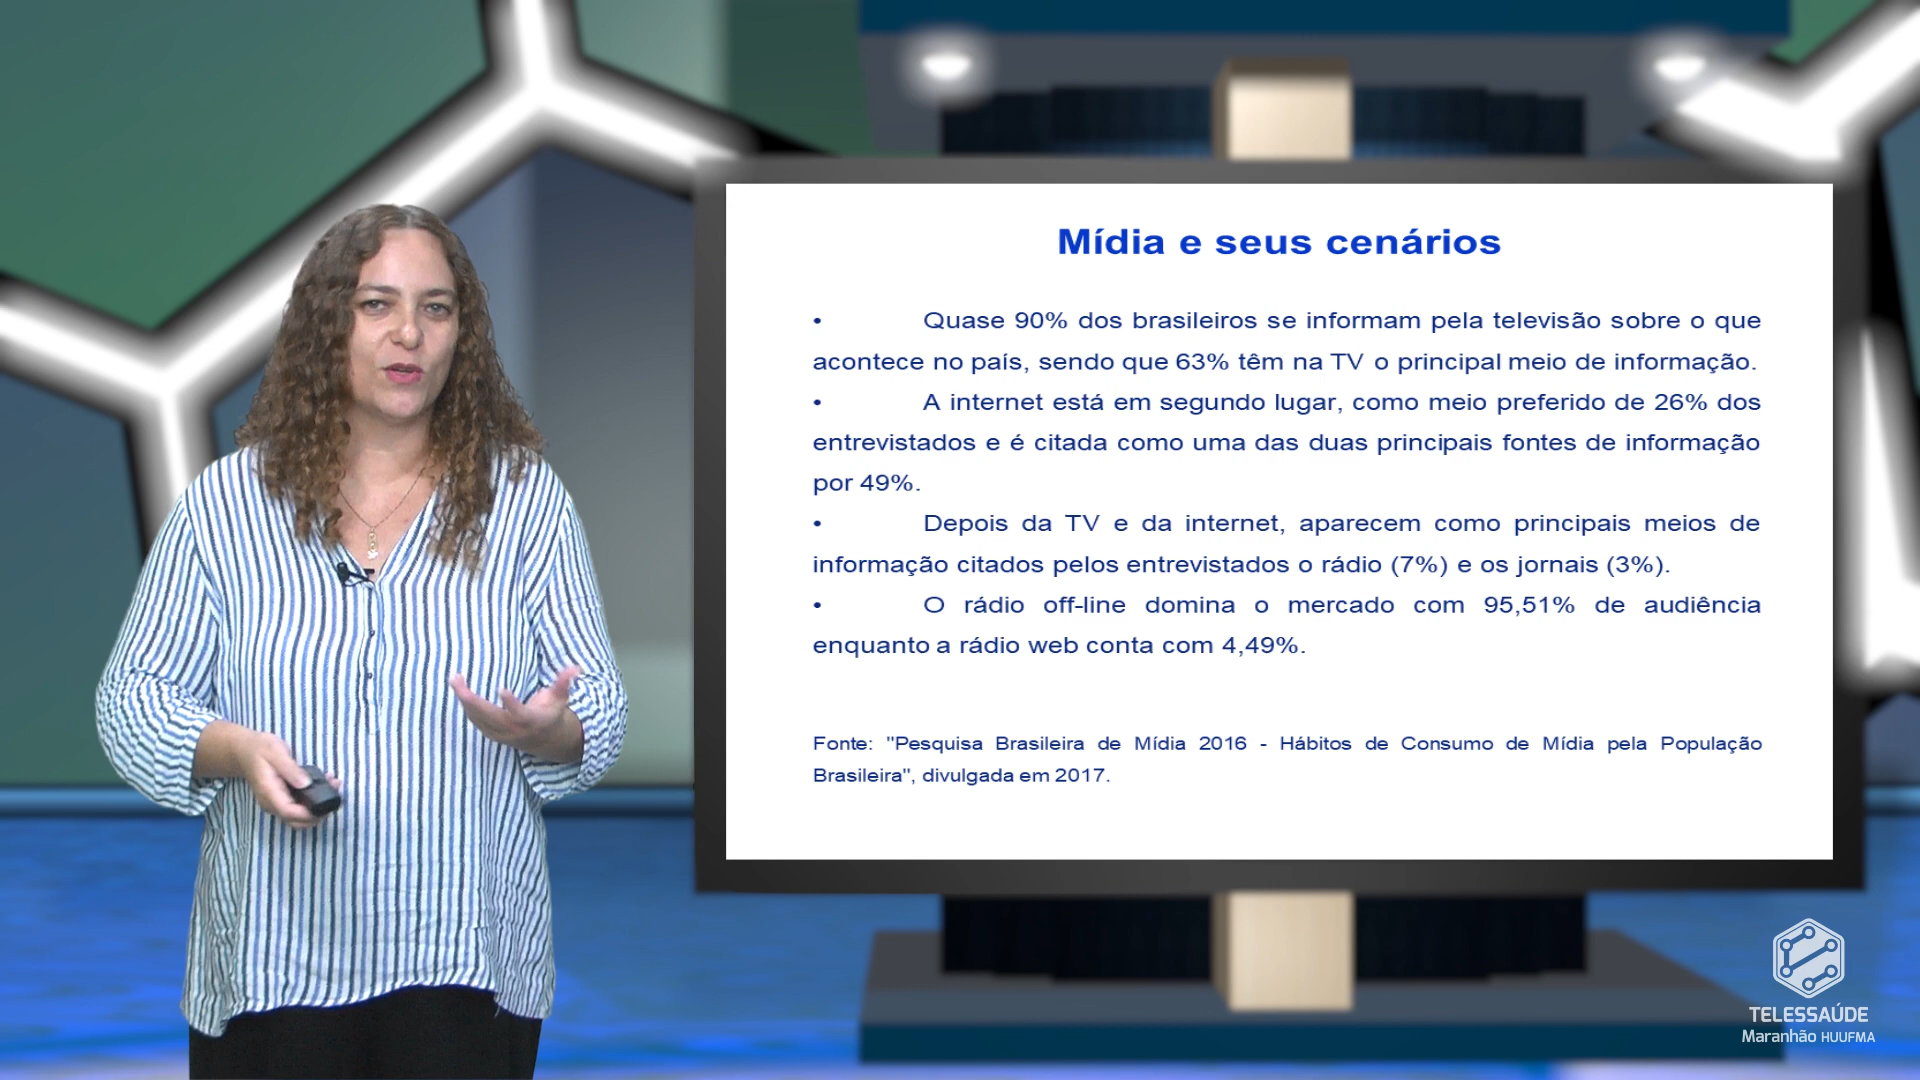 Mídia e seus cenários
• Quase 90% dos brasileiros se informam pela televisão sobre o que
acontece no país, sendo que 63% têm na TV o principal meio de informação.
• A internet está em segundo lugar, como meio preferido de 26% dos
entrevistados e é citada como uma das duas principais fontes de informação
por 49%.
• Depois da TV e da internet, aparecem como principais meios de
informação citados pelos entrevistados o rádio (7%) e os jornais (3%).
• O rádio off-line domina o mercado com 95,51% de audiência
enquanto a rádio web conta com 4,49%.
Fonte: "Pesquisa Brasileira de Mídia 2016 - Hábitos de Consumo de Mídia pela População
Brasileira", divulgada em 2017.
TELESSAÚDE
Maranhão HUUFMA